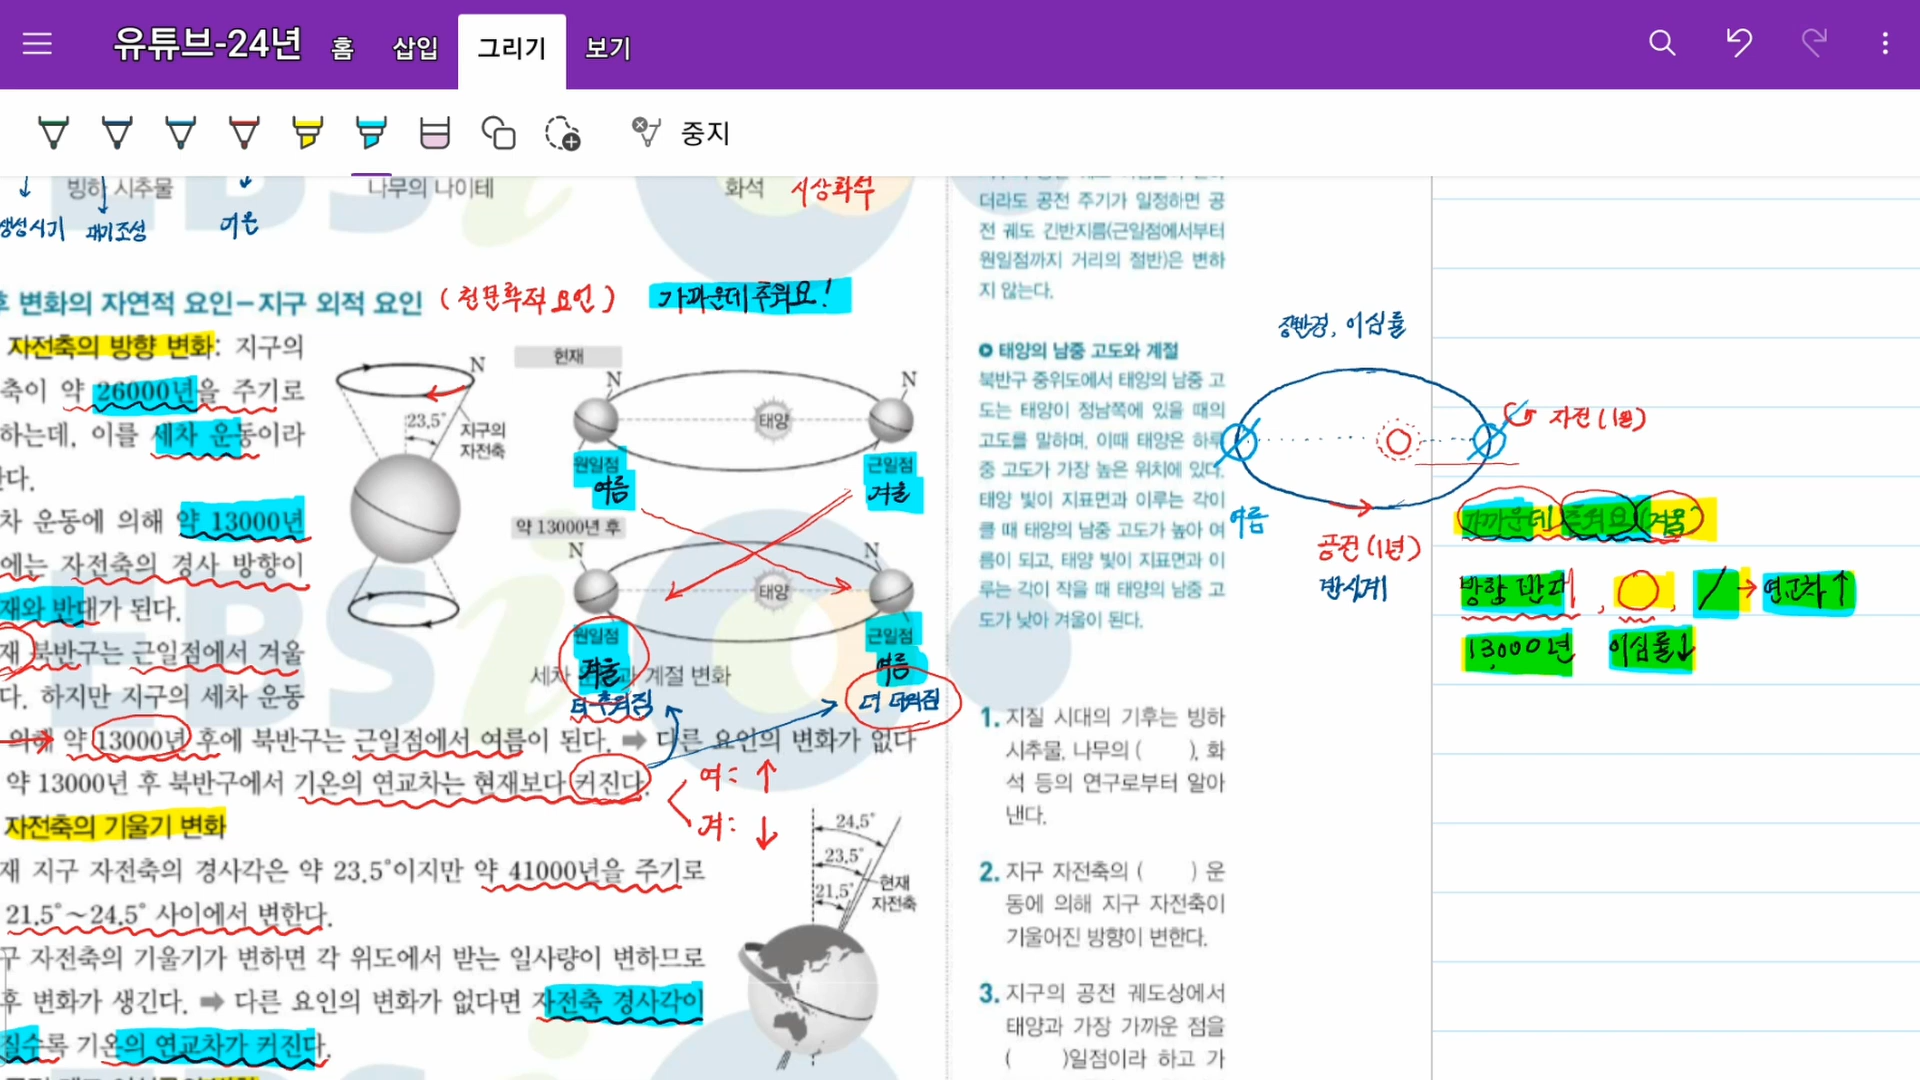 유튜브-24년 홈 삽입 그리기 보기
중지
빙하 시추물 나무의 나이테 화석 시상화석
생성시기 대기조성 기온
후 변화의 자연적 요인-지구 외적 요인 (천문학적 요인) 가까운데 추워요!
자전축의 방향 변화: 지구의
축이 약 26000년을 주기로
하는데, 이를 세차 운동이라
한다.
차 운동에 의해 약 13000년
에는 자전축의 경사 방향이
재와 반대가 된다.
재 북반구는 근일점에서 겨울
다. 하지만 지구의 세차 운동
의해 약 13000년 후에 북반구는 근일점에서 여름이 된다. ➡ 다른 요인의 변화가 없다
약 13000년 후 북반구에서 기온의 연교차는 현재보다 커진다.
여: ↑
겨: ↓
N
23.5°
지구의
자전축
현재
N N
태양
원일점 근일점
여름 겨울
약 13000년 후
N N
태양
원일점 근일점
겨울 여름
세차 운동과 계절 변화
더 추워짐 더 더워짐
자전축의 기울기 변화
재 지구 자전축의 경사각은 약 23.5°이지만 약 41000년을 주기로
21.5°~24.5° 사이에서 변한다.
구 자전축의 기울기가 변하면 각 위도에서 받는 일사량이 변하므로
후 변화가 생긴다. ➡ 다른 요인의 변화가 없다면 자전축 경사각이
질수록 기온의 연교차가 커진다.
24.5°
23.5°
21.5°
현재
자전축
더라도 공전 주기가 일정하면 공
전 궤도 긴반지름(근일점에서부터
원일점까지 거리의 절반)은 변하
지 않는다.
태양의 남중 고도와 계절
북반구 중위도에서 태양의 남중 고
도는 태양이 정남쪽에 있을 때의
고도를 말하며, 이때 태양은 하루
중 고도가 가장 높은 위치에 있다.
태양 빛이 지표면과 이루는 각이
클 때 태양의 남중 고도가 높아 여
름이 되고, 태양 빛이 지표면과 이
루는 각이 작을 때 태양의 남중 고
도가 낮아 겨울이 된다.
1. 지질 시대의 기후는 빙하
시추물, 나무의 ( ), 화
석 등의 연구로부터 알아
낸다.
2. 지구 자전축의 ( ) 운
동에 의해 지구 자전축이
기울어진 방향이 변한다.
3. 지구의 공전 궤도상에서
태양과 가장 가까운 점을
( )일점이라 하고 가
장반경, 이심률
자전(1일)
여름
공전(1년)
반시계
가까운데 추워요(겨울)
방향 반대, / → 연교차↑
13,000년 이심률↓